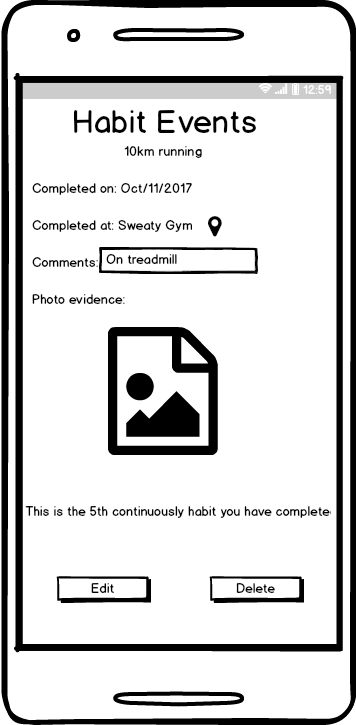 12:59
Habit Events
10km running
Completed on: Oct/11/2017
Completed at: Sweaty Gym
Comments: On treadmill
Photo evidence:
This is the 5th continuously habit you have complete
Edit Delete